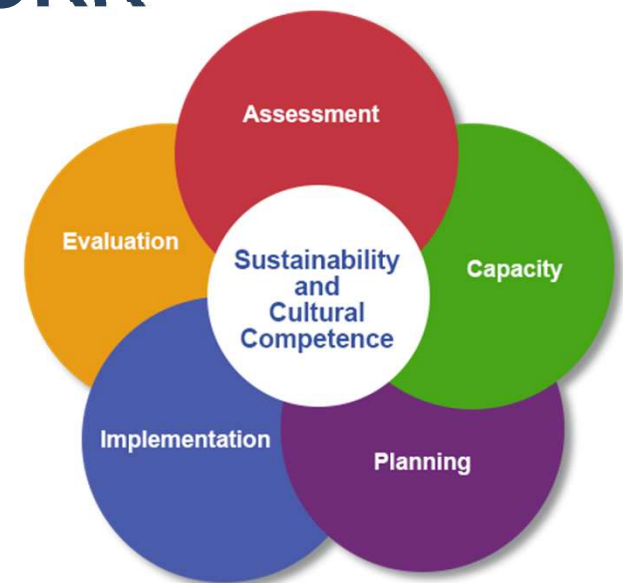 Assessment
Evaluation
Capacity
Sustainability
and
Cultural
Competence
Implementation
Planning